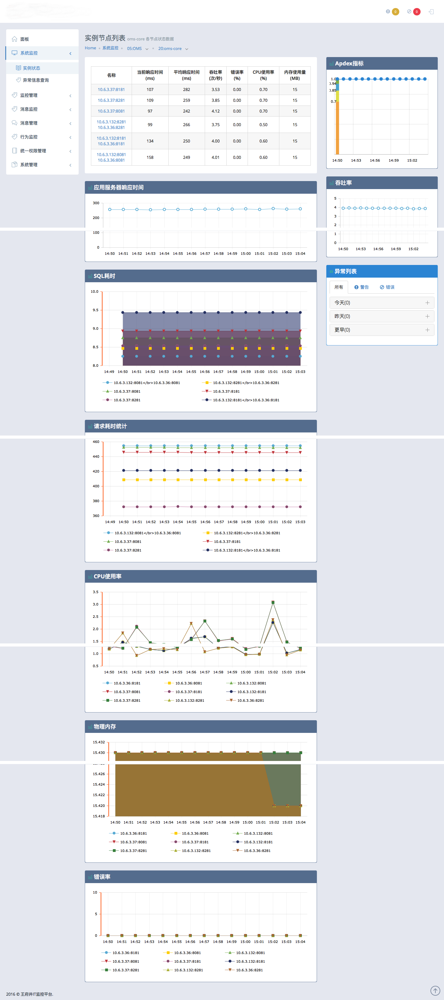 0
0
面板
系统监控
实例状态
异常信息查询
监控管理
消息监控
消息管理
行为监控
统一权限管理
系统管理
实例节点列表 oms-core 各节点状态数据
Home 系统监控 05:OMS 20:oms-core
名称 当前响应时间 (ms) 平均响应时间 (ms) 吞吐率 (次/秒) 错误率 (%) CPU使用率 (%) 内存使用量 (MB)
10.6.3.37:8181 107 282 3.53 0.00 0.70 15
10.6.3.37:8281 109 259 3.85 0.00 0.70 15
10.6.3.37:8081 97 242 4.12 0.00 0.70 15
10.6.3.132:8281
10.6.3.36:8281 99 266 3.75 0.00 0.50 15
10.6.3.132:8181
10.6.3.36:8181 134 250 4.00 0.00 0.60 15
10.6.3.132:8081
10.6.3.36:8081 158 249 4.01 0.00 0.60 15
Apdex指标
1.0
0.94
0.85
0.7
14:50 14:53 14:56 14:59 15:02
应用服务器响应时间
300
200
100
0
14:50 14:51 14:52 14:53 14:54 14:55 14:56 14:57 14:58 14:59 15:00 15:01 15:02 15:03 15:04
吞吐率
5
4
3
2
1
0
14:50 14:53 14:56 14:59 15:02
异常列表
所有 警告 错误
今天(0)
昨天(0)
更早(0)
SQL耗时
10.0
9.5
9.0
8.5
8.0
14:49 14:50 14:51 14:52 14:53 14:54 14:55 14:56 14:57 14:58 14:59 15:00 15:01 15:02 15:03
10.6.3.132:8081</br>10.6.3.36:8081 10.6.3.132:8281</br>10.6.3.36:8281
10.6.3.37:8081 10.6.3.37:8181
10.6.3.37:8281 10.6.3.132:8181</br>10.6.3.36:8181
请求耗时统计
460
440
420
400
380
360
14:49 14:50 14:51 14:52 14:53 14:54 14:55 14:56 14:57 14:58 14:59 15:00 15:01 15:02 15:03
10.6.3.132:8081</br>10.6.3.36:8081 10.6.3.132:8281</br>10.6.3.36:8281
10.6.3.37:8081 10.6.3.37:8181
10.6.3.37:8281 10.6.3.132:8181</br>10.6.3.36:8181
CPU使用率
3.5
3.0
2.5
2.0
1.5
1.0
0.5
14:50 14:51 14:52 14:53 14:54 14:55 14:56 14:57 14:58 14:59 15:00 15:01 15:02 15:03 15:04
10.6.3.36:8181 10.6.3.36:8081 10.6.3.132:8081
10.6.3.37:8081 10.6.3.37:8181 10.6.3.132:8181
10.6.3.37:8281 10.6.3.132:8281 10.6.3.36:8281
物理内存
15.432
15.430
15.426
15.424
15.422
15.420
15.418
14:50 14:51 14:52 14:53 14:54 14:55 14:56 14:57 14:58 14:59 15:00 15:01 15:02 15:03 15:04
10.6.3.36:8181 10.6.3.36:8081 10.6.3.132:8081
10.6.3.37:8081 10.6.3.37:8181 10.6.3.132:8181
10.6.3.37:8281 10.6.3.132:8281 10.6.3.36:8281
错误率
10
5
0
14:50 14:51 14:52 14:53 14:54 14:55 14:56 14:57 14:58 14:59 15:00 15:01 15:02 15:03 15:04
10.6.3.36:8181 10.6.3.36:8081 10.6.3.132:8081
10.6.3.37:8081 10.6.3.37:8181 10.6.3.132:8181
10.6.3.37:8281 10.6.3.132:8281 10.6.3.36:8281
2016 © 王府井IT监控平台.